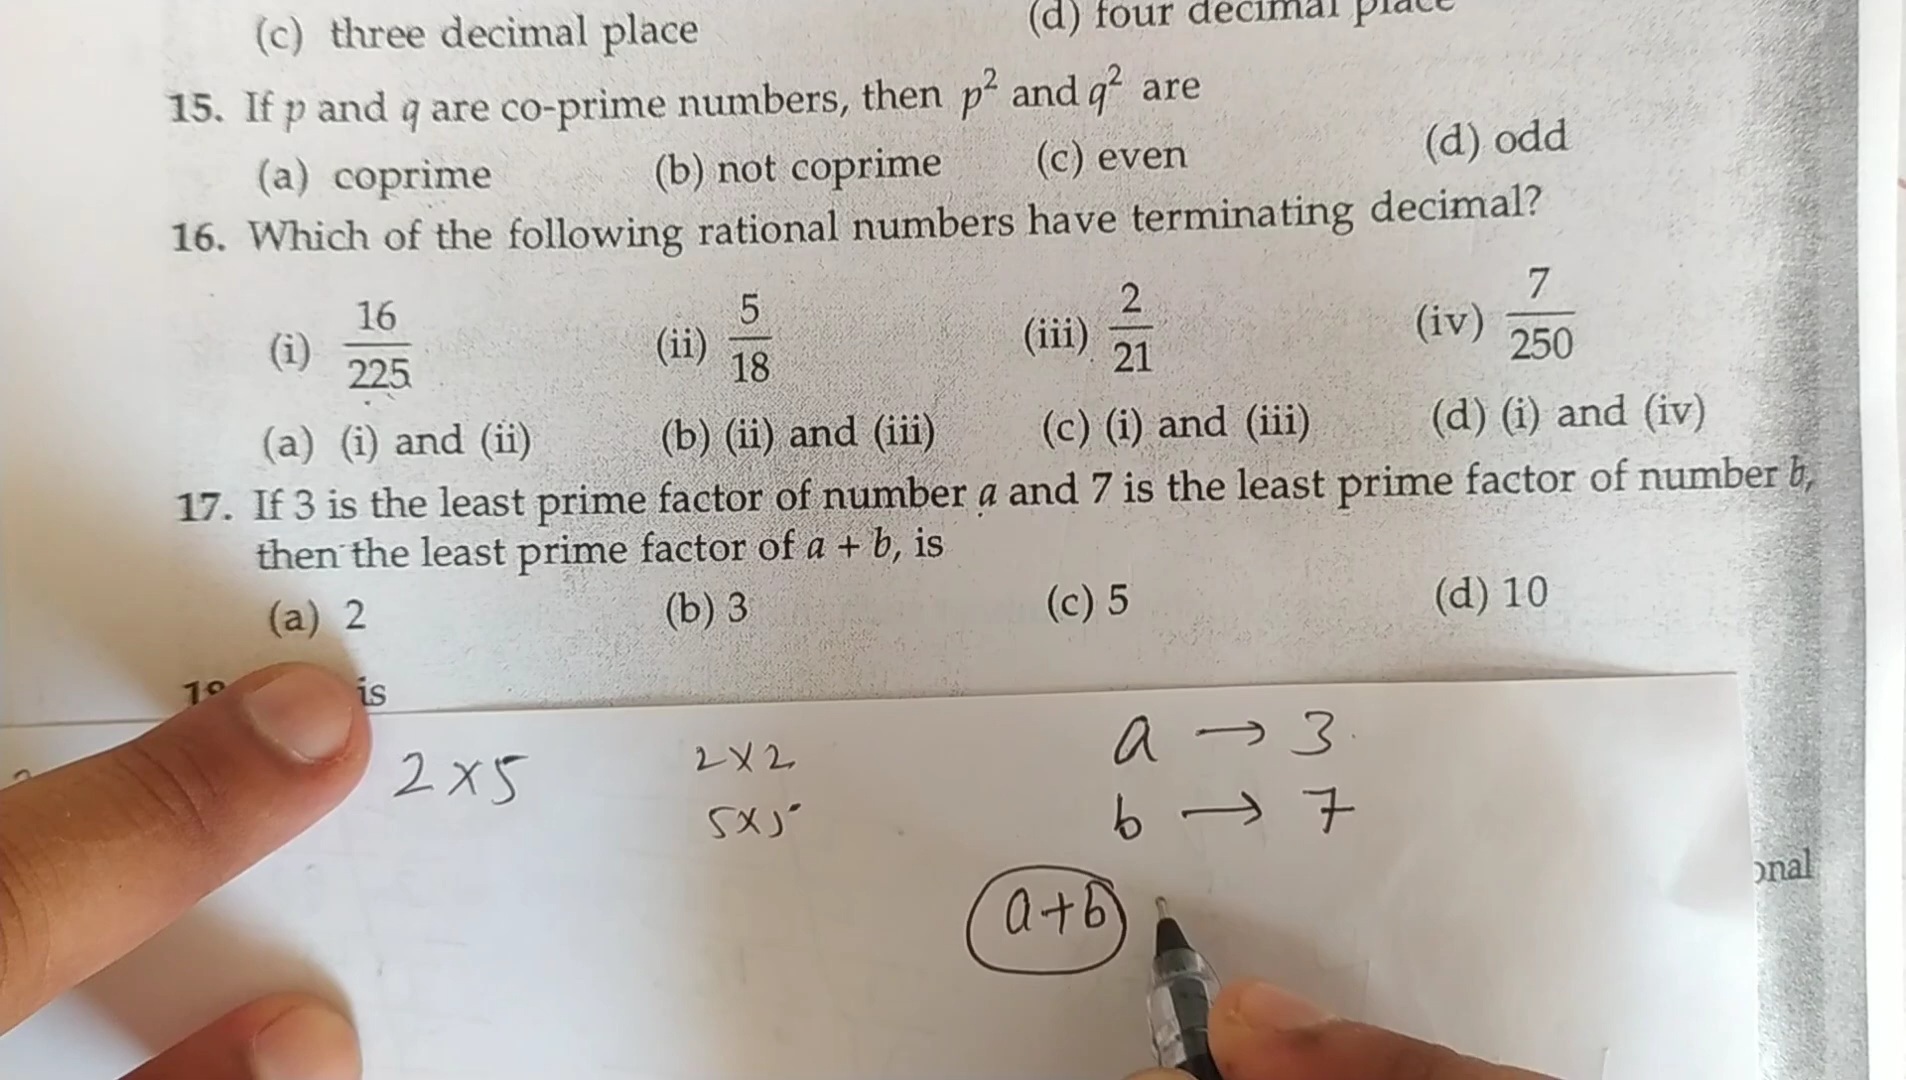 (c) three decimal place (d) four decimal place
15. If p and q are co-prime numbers, then p² and q² are
(a) coprime (b) not coprime (c) even (d) odd
16. Which of the following rational numbers have terminating decimal?
(i) 16/225 (ii) 5/18 (iii) 2/21 (iv) 7/250
(a) (i) and (ii) (b) (ii) and (iii) (c) (i) and (iii) (d) (i) and (iv)
17. If 3 is the least prime factor of number a and 7 is the least prime factor of number b,
then the least prime factor of a + b, is
(a) 2 (b) 3 (c) 5 (d) 10
is
2×5 2×2 a → 3
b → 7
a+b